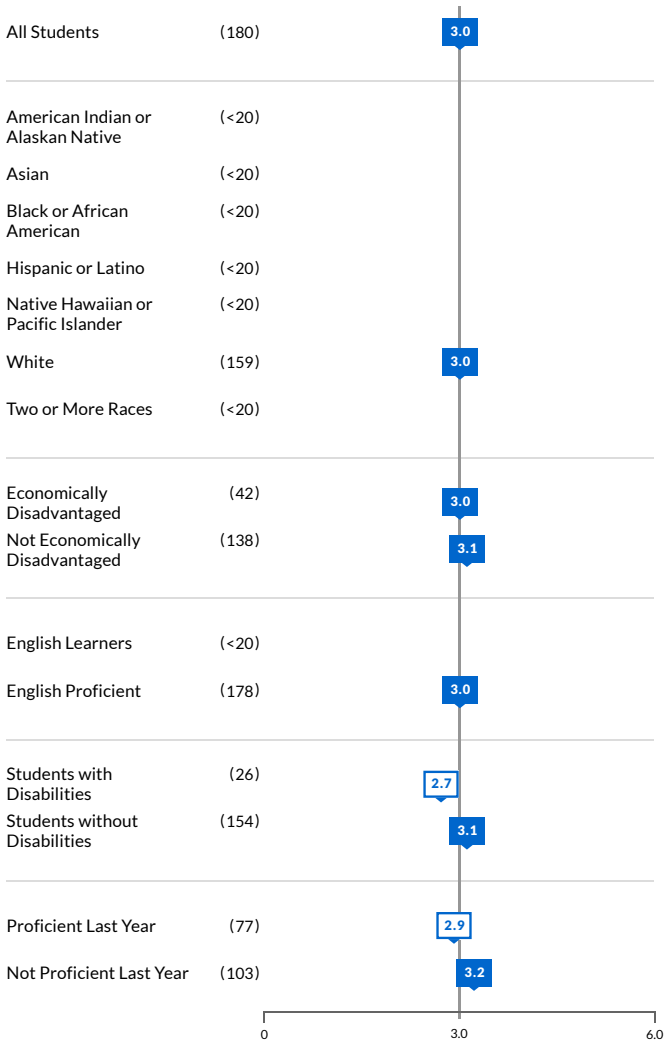 All Students (180) 3.0
American Indian or (<20)
Alaskan Native
Asian (<20)
Black or African (<20)
American
Hispanic or Latino (<20)
Native Hawaiian or (<20)
Pacific Islander
White (159) 3.0
Two or More Races (<20)
Economically (42) 3.0
Disadvantaged
Not Economically (138) 3.1
Disadvantaged
English Learners (<20)
English Proficient (178) 3.0
Students with (26) 2.7
Disabilities
Students without (154) 3.1
Disabilities
Proficient Last Year (77) 2.9
Not Proficient Last Year (103) 3.2
0 3.0 6.0